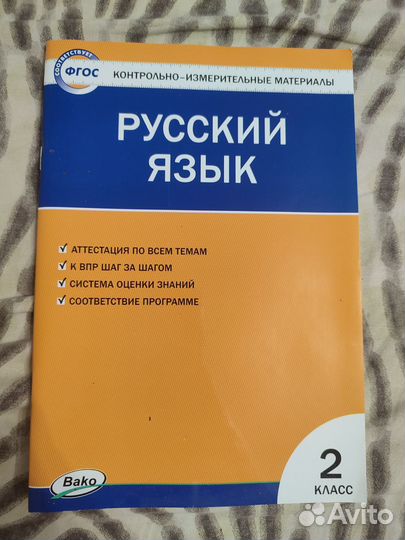 СООТВЕТСТВУЕТ
ФГОС
КОНТРОЛЬНО-ИЗМЕРИТЕЛЬНЫЕ МАТЕРИАЛЫ
РУССКИЙ
ЯЗЫК
АТТЕСТАЦИЯ ПО ВСЕМ ТЕМАМ
К ВПР ШАГ ЗА ШАГОМ
СИСТЕМА ОЦЕНКИ ЗНАНИЙ
СООТВЕТСТВИЕ ПРОГРАММЕ
Вако
2
КЛАСС
Avito